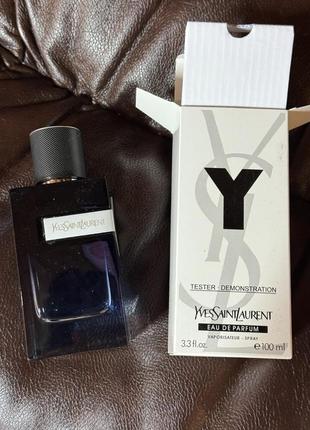 YVESSAINTLAURENT
Y
TESTER - DEMONSTRATION
YVESSAINTLAURENT
EAU DE PARFUM
VAPORISATEUR - SPRAY
3.3 fl.oz. ℮100 ml